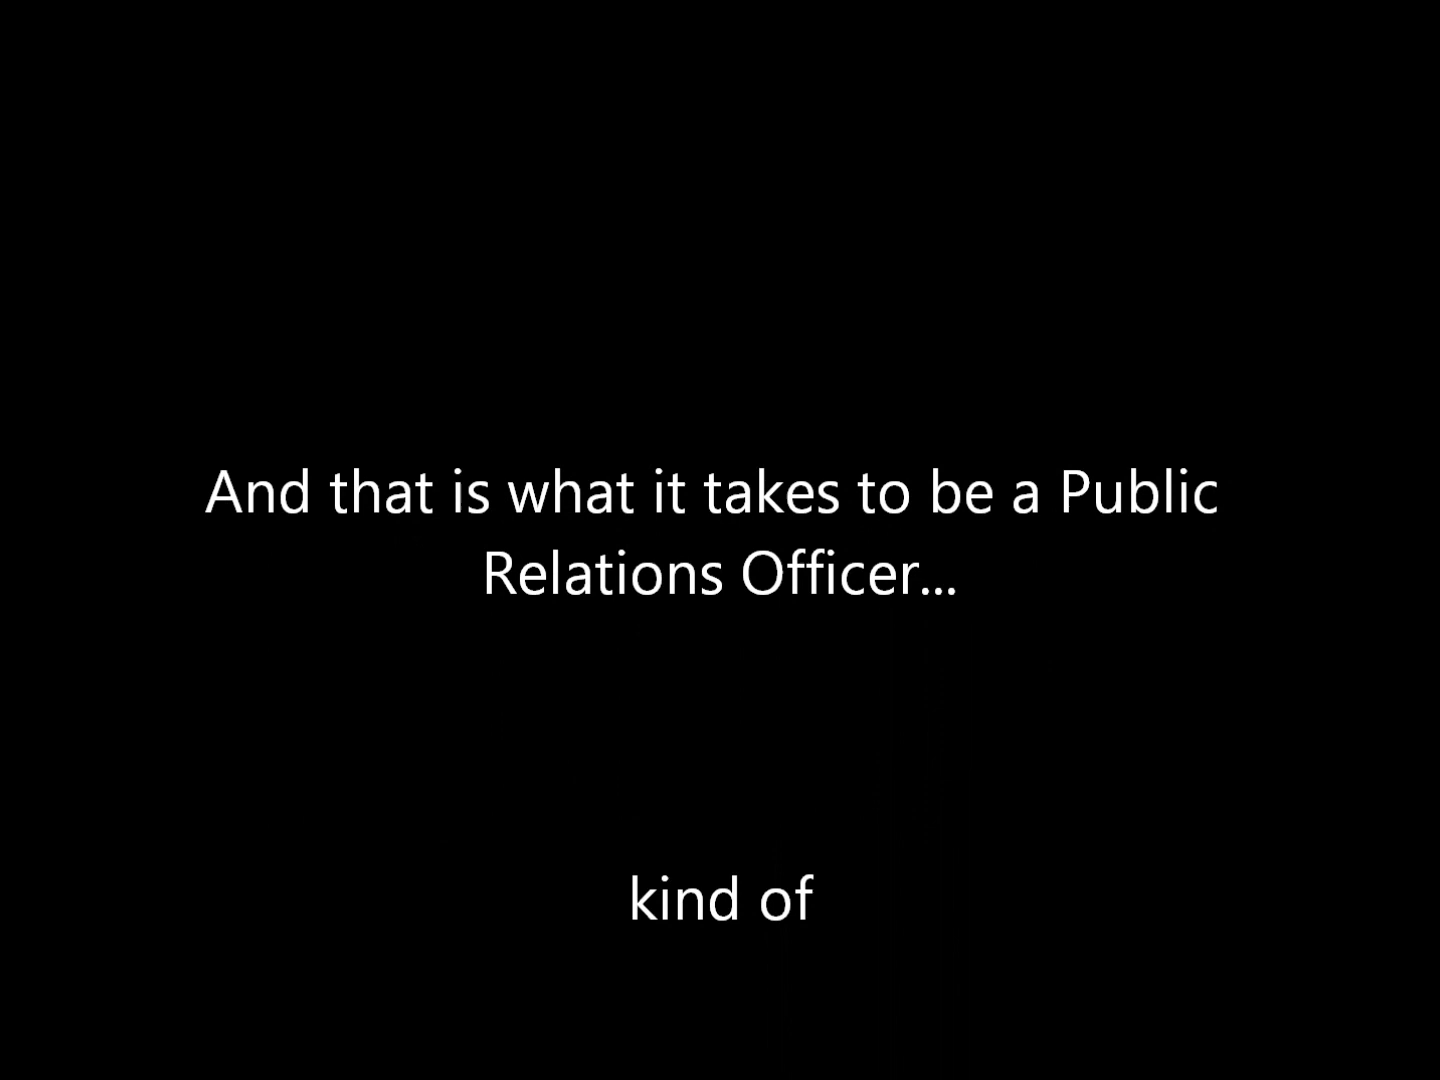 And that is what it takes to be a Public
Relations Officer...
kind of